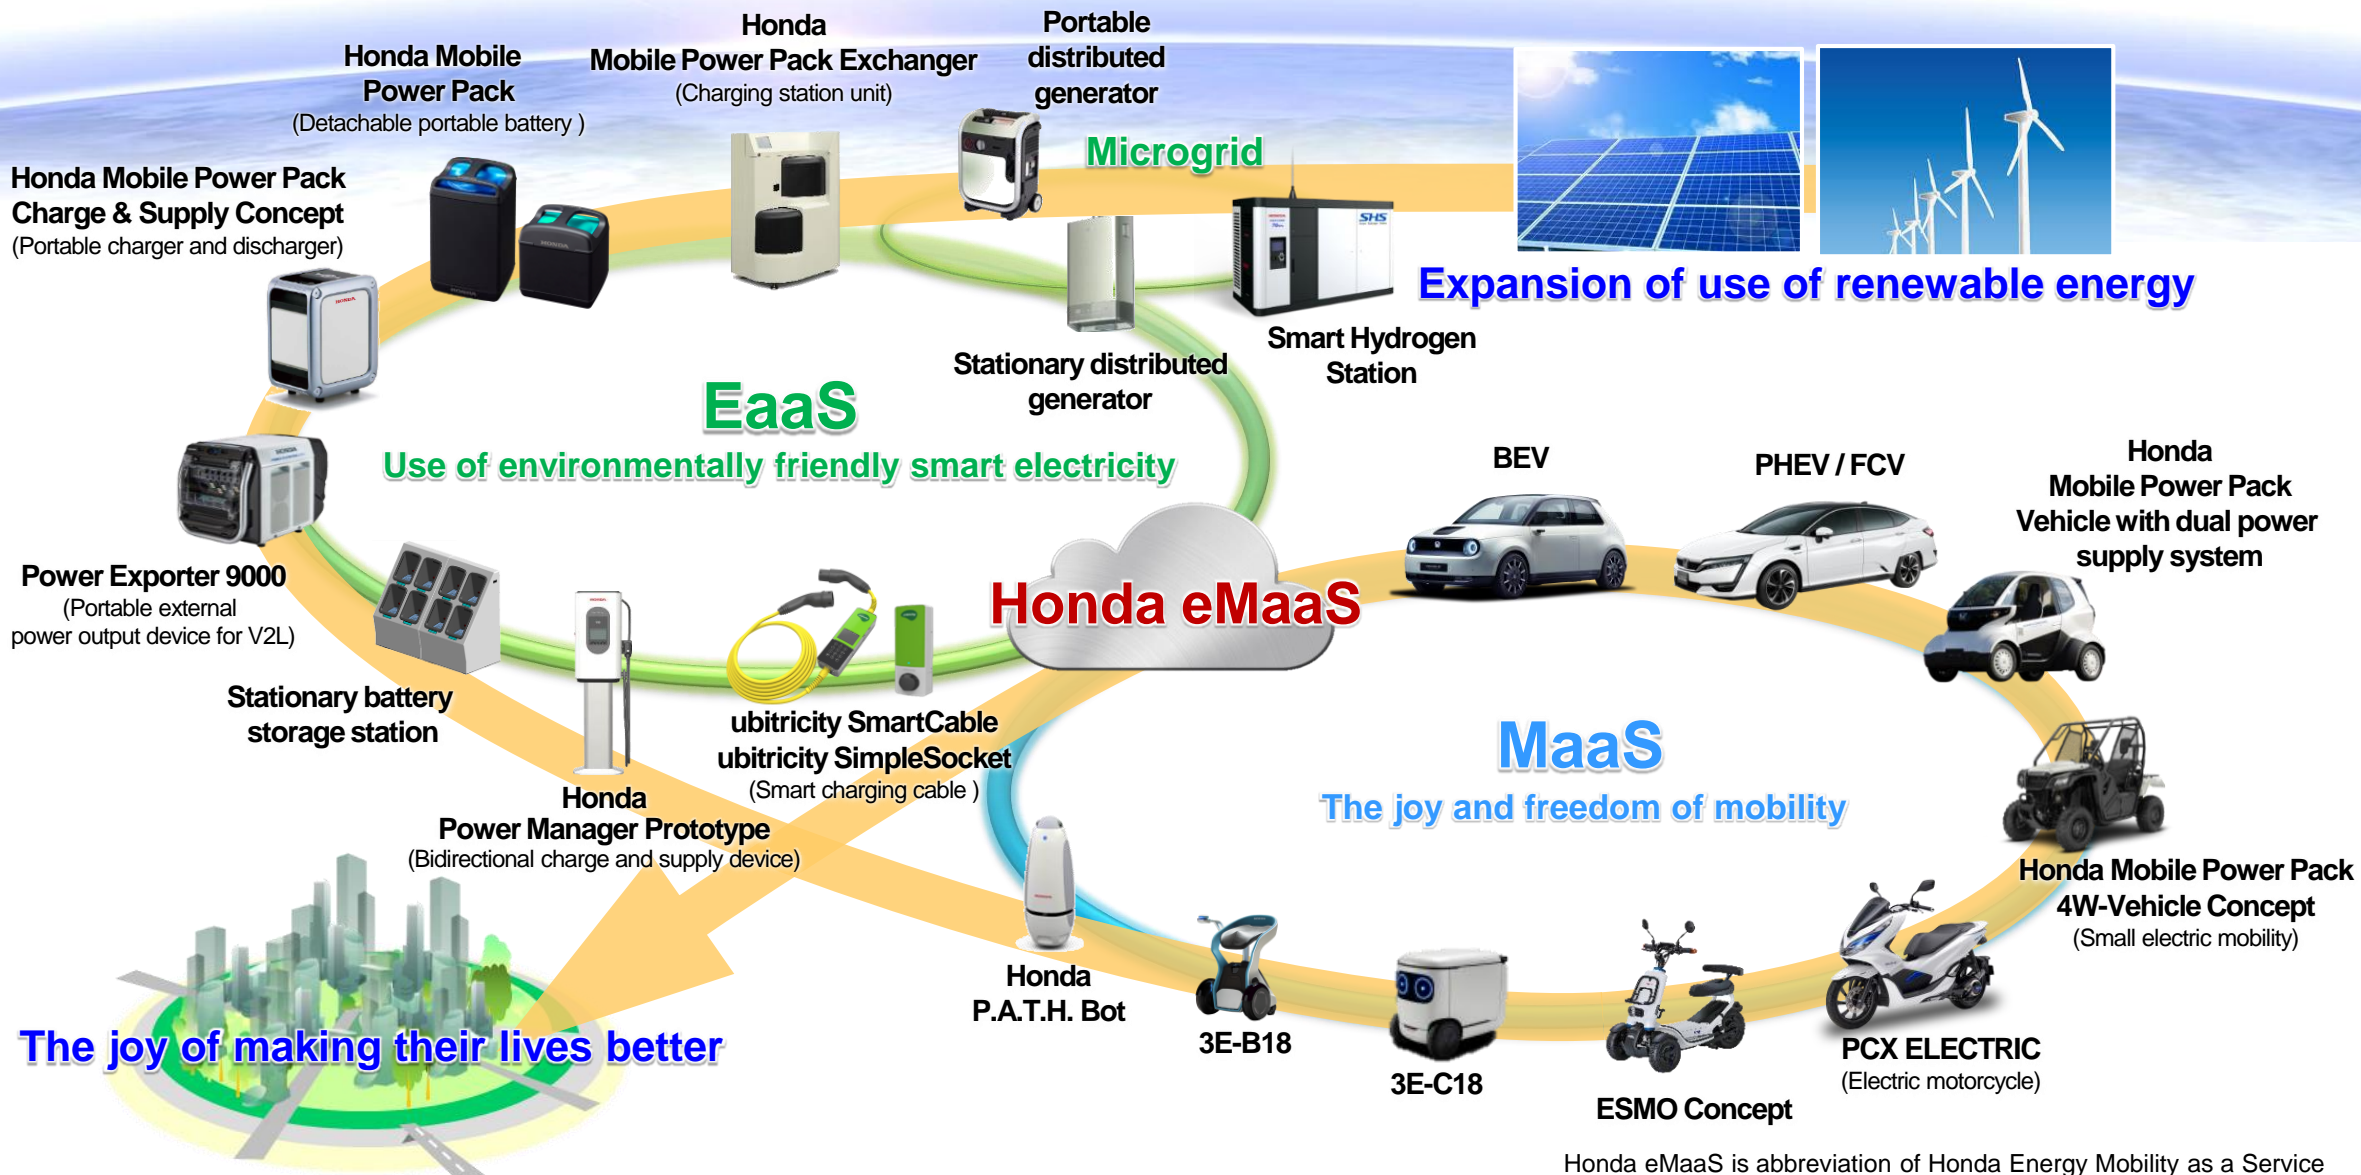 Honda
Mobile Power Pack Exchanger
(Charging station unit)
Portable
distributed
generator
Honda Mobile
Power Pack
(Detachable portable battery )
Microgrid
Honda Mobile Power Pack
Charge & Supply Concept
(Portable charger and discharger)
HONDA
HONDA
HONDA
SHS
Expansion of use of renewable energy
Smart Hydrogen
Station
Stationary distributed
generator
EaaS
Use of environmentally friendly smart electricity
HONDA
BEV
PHEV / FCV
Honda
Mobile Power Pack
Vehicle with dual power
supply system
Power Exporter 9000
(Portable external
power output device for V2L)
Honda eMaaS
Stationary battery
storage station
ubitricity SmartCable
ubitricity SimpleSocket
(Smart charging cable )
MaaS
The joy and freedom of mobility
Honda
Power Manager Prototype
(Bidirectional charge and supply device)
Honda Mobile Power Pack
4W-Vehicle Concept
(Small electric mobility)
Honda
P.A.T.H. Bot
The joy of making their lives better
3E-B18
3E-C18
PCX ELECTRIC
(Electric motorcycle)
ESMO Concept
Honda eMaaS is abbreviation of Honda Energy Mobility as a Service